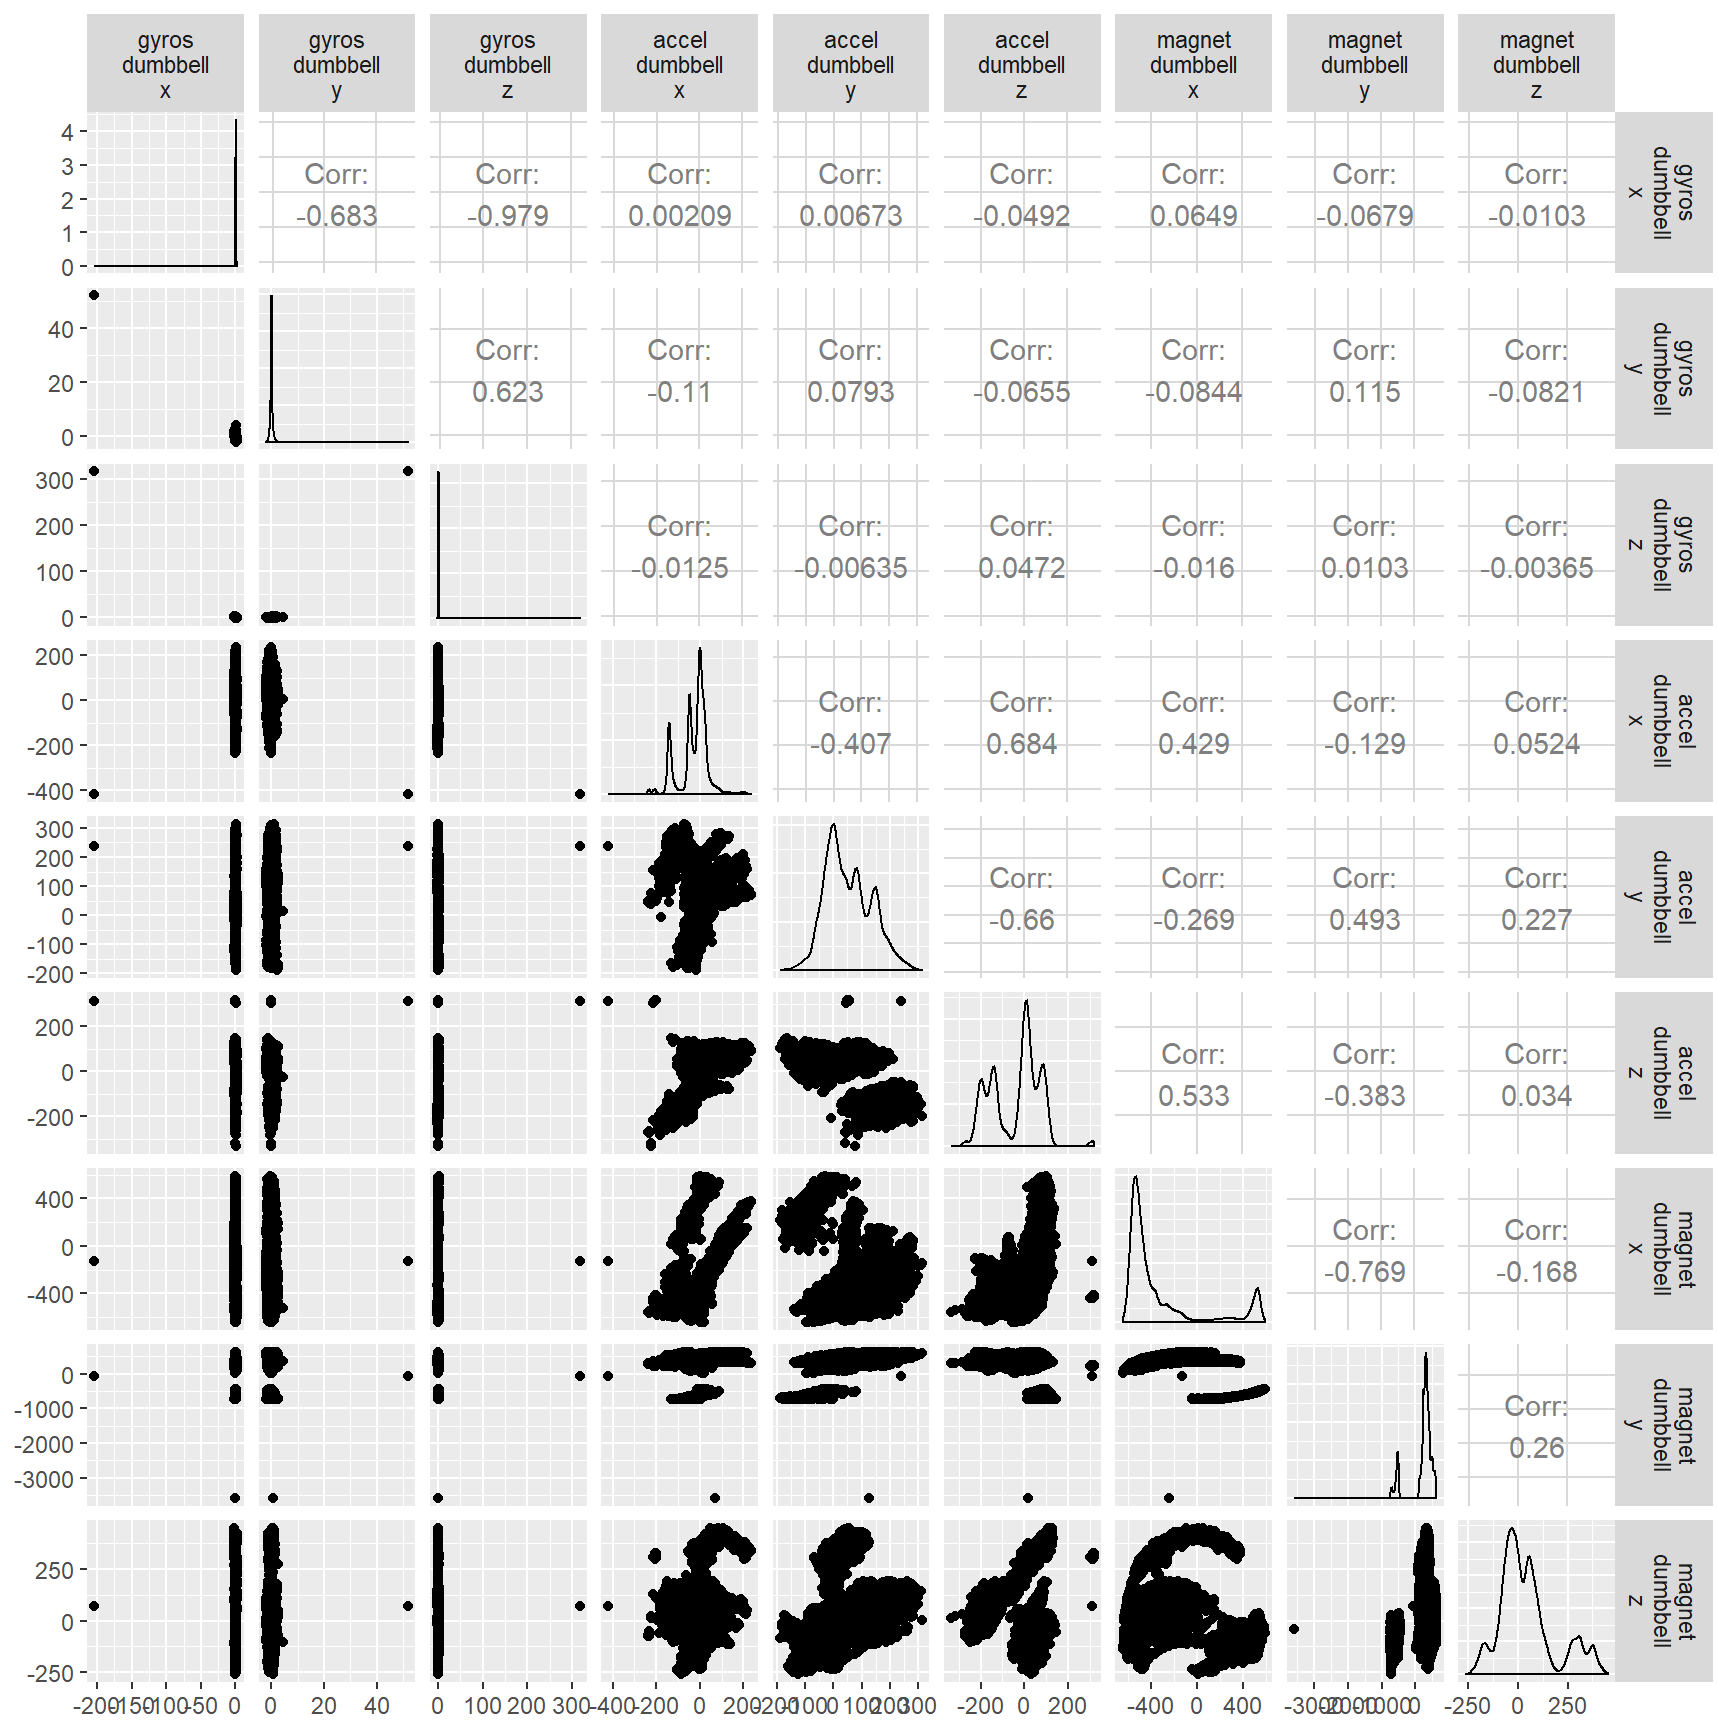 gyros
dumbbell
x
gyros
dumbbell
y
gyros
dumbbell
z
accel
dumbbell
x
accel
dumbbell
y
accel
dumbbell
z
magnet
dumbbell
x
magnet
dumbbell
y
magnet
dumbbell
z
4
3
2
1
0
Corr:
-0.683
Corr:
-0.979
Corr:
0.00209
Corr:
0.00673
Corr:
-0.0492
Corr:
0.0649
Corr:
-0.0679
Corr:
-0.0103
gyros
dumbbell
x
40
20
0
Corr:
0.623
Corr:
-0.11
Corr:
0.0793
Corr:
-0.0655
Corr:
-0.0844
Corr:
0.115
Corr:
-0.0821
gyros
dumbbell
y
300
200
100
0
Corr:
-0.0125
Corr:
-0.00635
Corr:
0.0472
Corr:
-0.016
Corr:
0.0103
Corr:
-0.00365
gyros
dumbbell
z
200
0
-200
-400
Corr:
-0.407
Corr:
0.684
Corr:
0.429
Corr:
-0.129
Corr:
0.0524
accel
dumbbell
x
300
200
100
0
-100
-200
Corr:
-0.66
Corr:
-0.269
Corr:
0.493
Corr:
0.227
accel
dumbbell
y
200
0
-200
Corr:
0.533
Corr:
-0.383
Corr:
0.034
accel
dumbbell
z
400
0
-400
Corr:
-0.769
Corr:
-0.168
magnet
dumbbell
x
0
-1000
-2000
-3000
Corr:
0.26
magnet
dumbbell
y
250
0
-250
magnet
dumbbell
z
-200 -150 -100 -50 0
0 20 40
0 100 200 300
-400 -200 0 200
-200 -100 0 100 200 300
-200 0 200
-400 0 400
-3000 -2000 -1000 0
-250 0 250